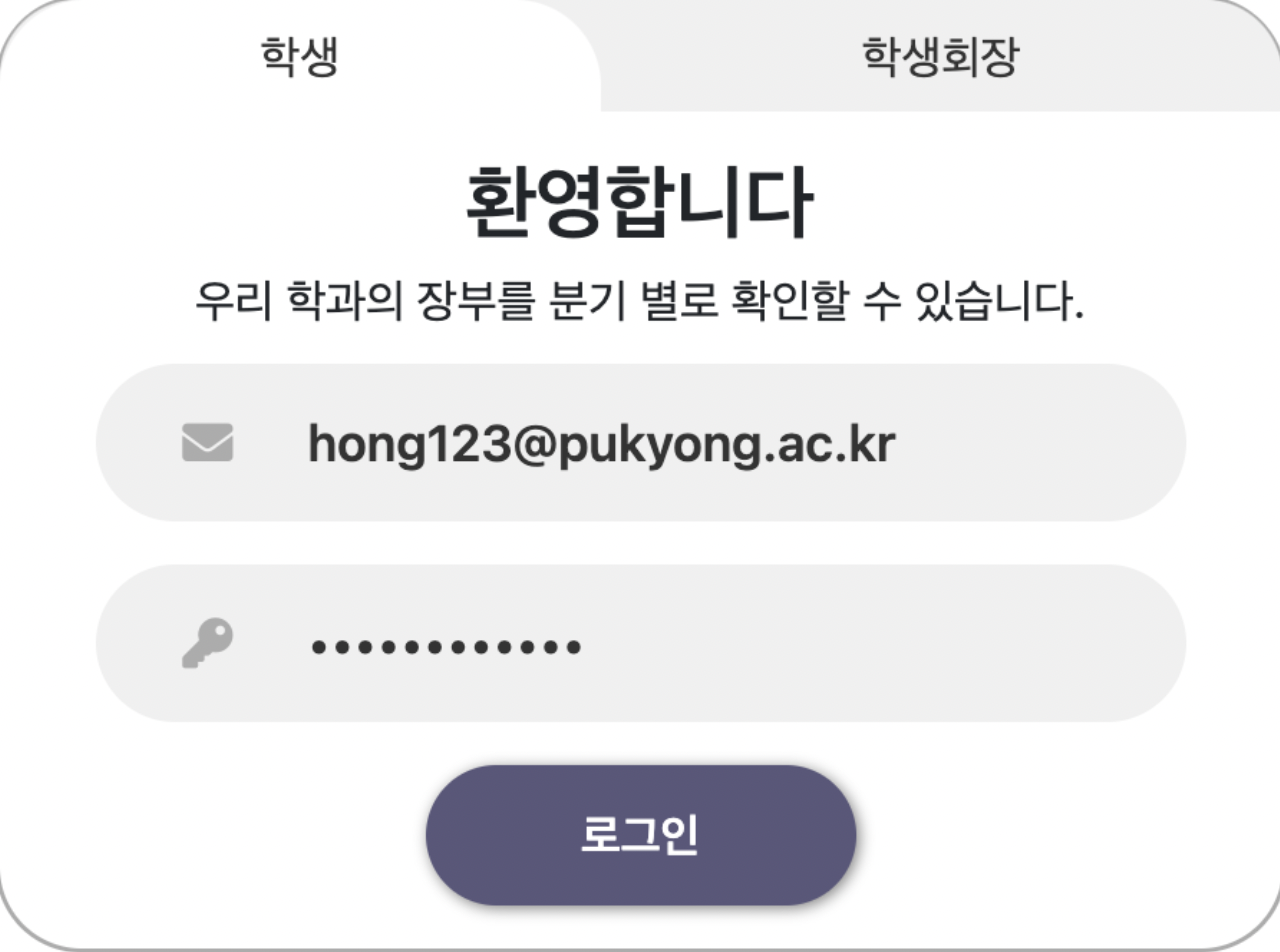 학생
학생회장
환영합니다
우리 학과의 장부를 분기 별로 확인할 수 있습니다.
hong123@pukyong.ac.kr
••••••••••••
로그인